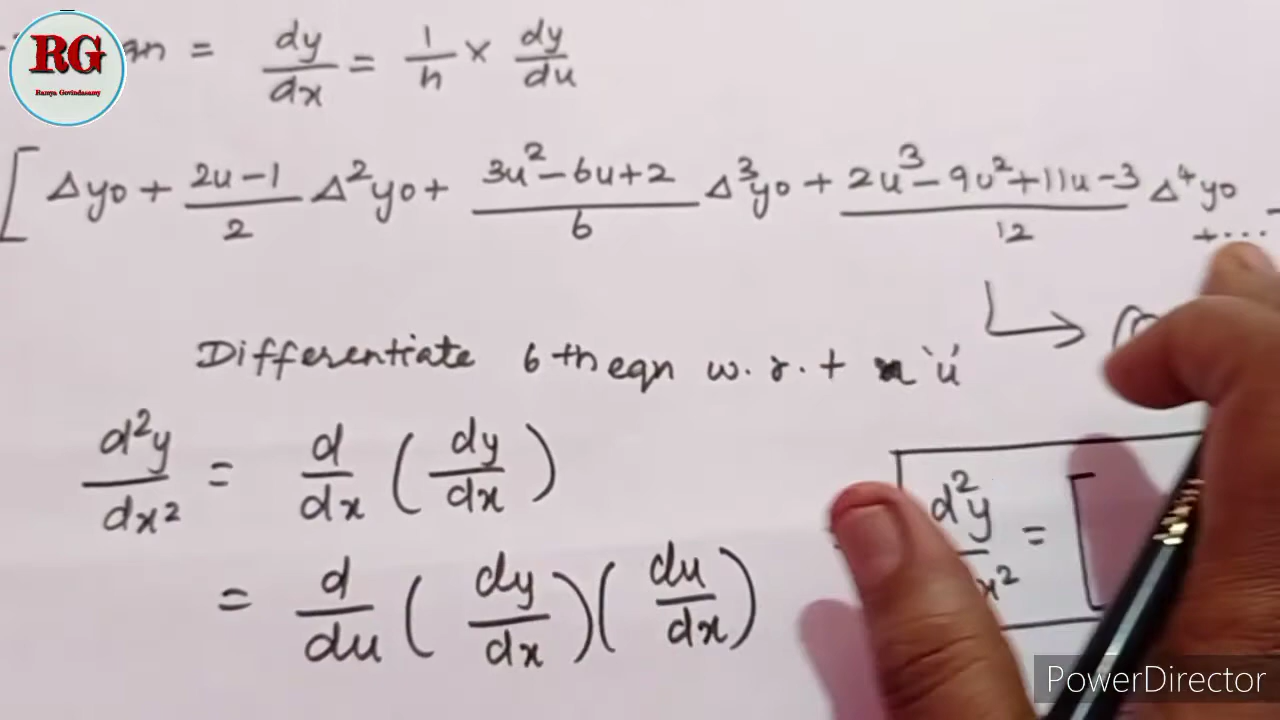 RG
Ramya Govindasamy
eqn = dy/dx = 1/h × dy/du
[ Δy0 + 2u-1/2 Δ²y0 + 3u²-6u+2/6 Δ³y0 + 2u³-9u²+11u-3/12 Δ⁴y0 + ...
Differentiate 6th eqn w.r.t 'u'
d²y/dx² = d/dx (dy/dx)
= d/du (dy/dx)(du/dx)
d²y/x² = [
PowerDirector